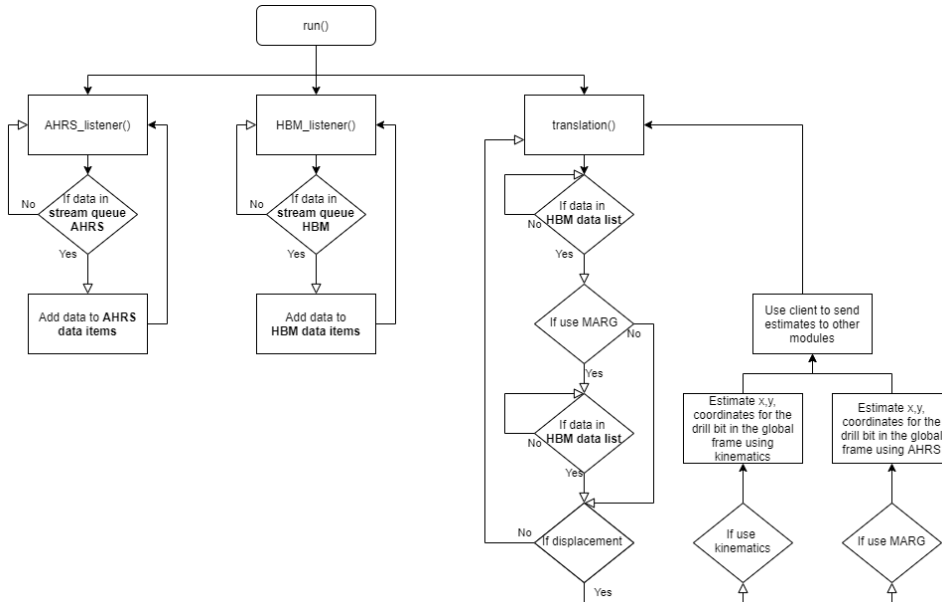 run()
AHRS_listener()
HBM_listener()
translation()
If data in
stream queue
AHRS
No
Yes
Add data to AHRS
data items
If data in
stream queue
HBM
No
Yes
Add data to
HBM data items
If data in
HBM data list
No
Yes
If use MARG
No
Yes
If data in
HBM data list
No
Yes
If displacement
No
Yes
Use client to send
estimates to other
modules
Estimate x,y,
coordinates for the
drill bit in the global
frame using
kinematics
Estimate x,y,
coordinates for the
drill bit in the global
frame using AHRS
If use
kinematics
If use MARG